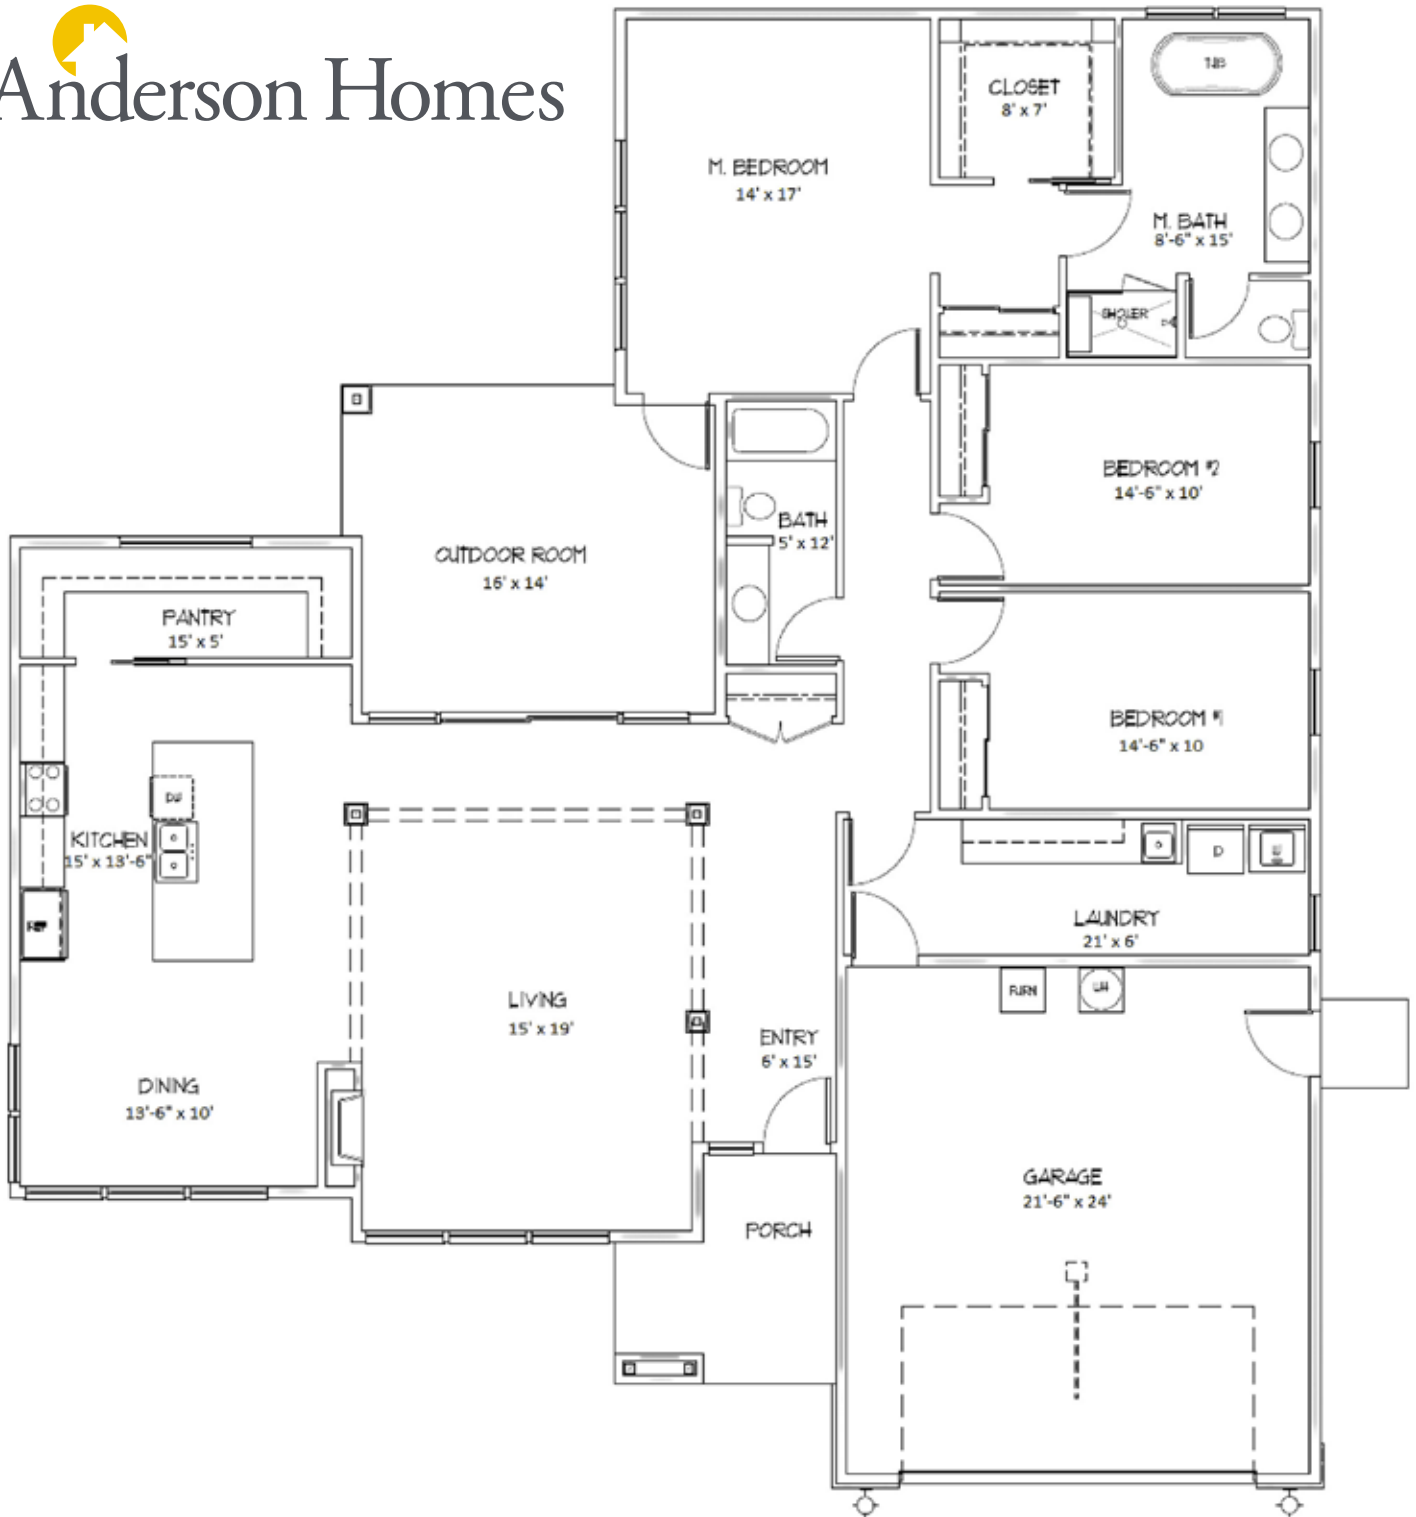 Anderson Homes
CLOSET
8' x 7'
TUB
M. BEDROOM
14' x 17'
M. BATH
8'-6" x 15'
SHOWER
BEDROOM #2
14'-6" x 10'
BATH
5' x 12'
OUTDOOR ROOM
16' x 14'
PANTRY
15' x 5'
BEDROOM #1
14'-6" x 10
DW
KITCHEN
15' x 13'-6"
D
REF
LAUNDRY
21' x 6'
FURN
WH
LIVING
15' x 19'
ENTRY
6' x 15'
DINING
13'-6" x 10'
GARAGE
21'-6" x 24'
PORCH